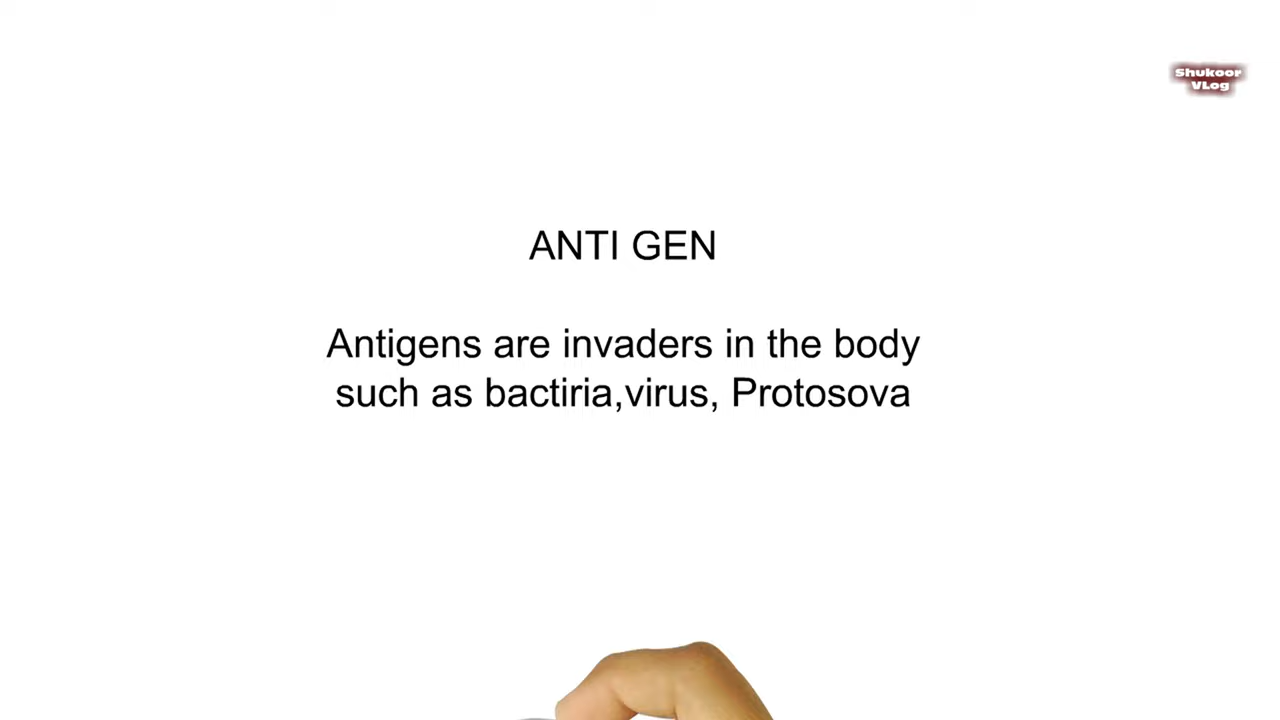 Shukoor
VLog
ANTI GEN
Antigens are invaders in the body
such as bactiria,virus, Protosova